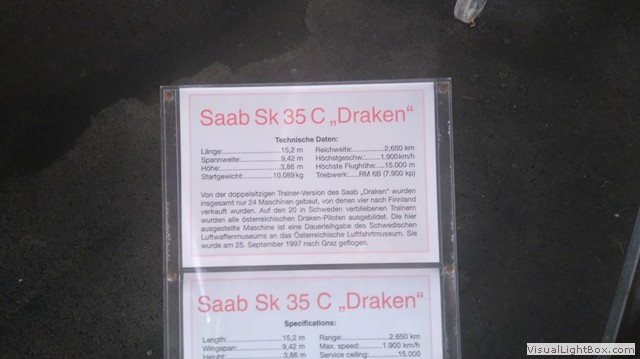 Saab Sk 35 C „Draken“
Technische Daten:
Länge:..........................15,2 m Reichweite:............2.650 km
Spannweite:..................9,42 m Höchstgeschw.:.......1.900km/h
Höhe:............................3,86 m Höchste Flughöhe:....15.000 m
Startgewicht:...............10.089kg Triebwerk:......RM 6B (7.900 kp)
Von der doppelsitzigen Trainer-Version des Saab „Draken“ wurden
insgesamt nur 24 Maschinen gebaut, von denen vier nach Finnland
verkauft wurden. Auf den 20 in Schweden verbliebenen Trainern
wurden alle österreichischen Draken-Piloten ausgebildet. Die hier
ausgestellte Maschine ist eine Dauerleihgabe des Schwedischen
Luftwaffenmuseums an das Österreichische Luftfahrtmuseum. Sie
wurde am 25. September 1997 nach Graz geflogen.
Saab Sk 35 C „Draken“
Specifications:
Length:..........................15,2 m Range:....................2.650 km
Wingspan:.....................9,42 m Max. speed:...........1.900 km/h
Height:..........................3,86 m Service ceiling:..........15.000
VisualLightBox.com